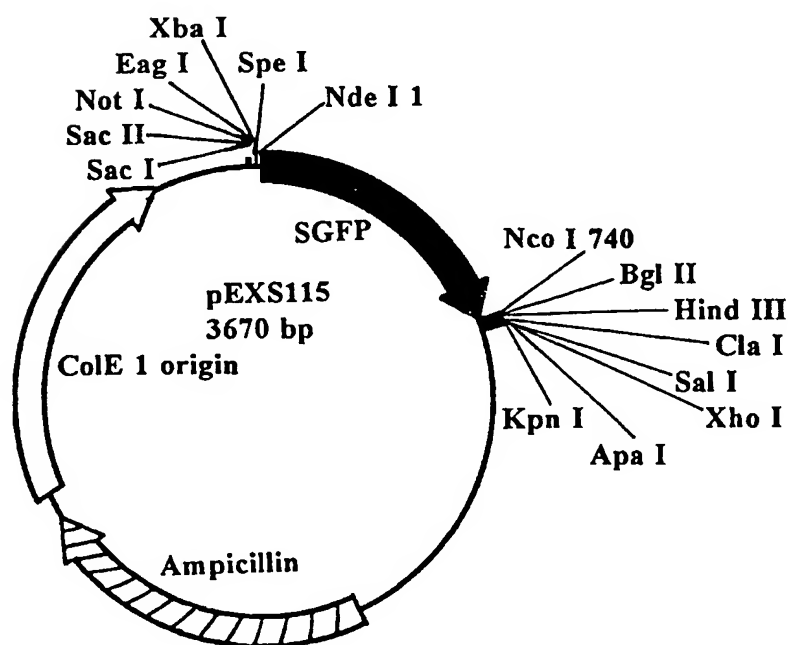 Xba I
Eag I
Spe I
Not I
Nde I 1
Sac II
Sac I
SGFP
Nco I 740
Bgl II
pEXS115
3670 bp
Hind III
Cla I
ColE 1 origin
Sal I
Kpn I
Xho I
Apa I
Ampicillin